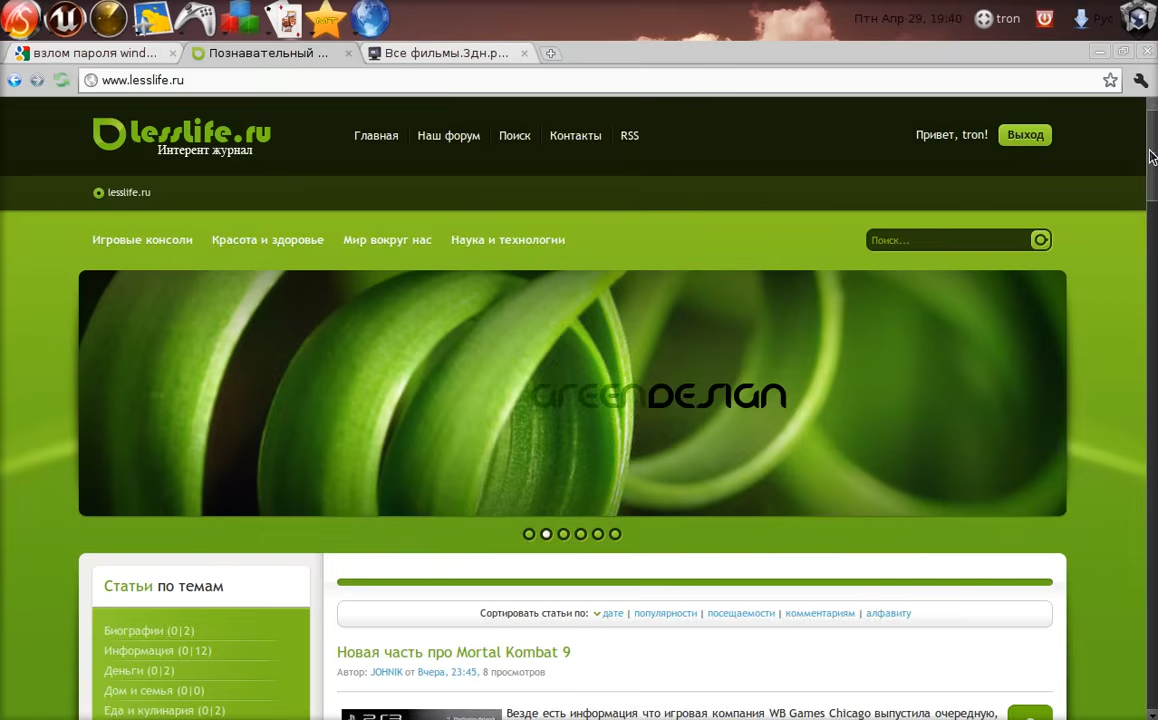 Птн Апр 29, 19:40 tron Рус
взлом пароля wind... Познавательный ... Все фильмы.3дн.р...
www.lesslife.ru
lesslife.ru
Интерент журнал
Главная Наш форум Поиск Контакты RSS
Привет, tron! Выход
lesslife.ru
Игровые консоли Красота и здоровье Мир вокруг нас Наука и технологии
Поиск...
GREENDESIGN
Статьи по темам
Сортировать статьи по: дате | популярности | посещаемости | комментариям | алфавиту
Биографии (0|2)
Информация (0|12)
Деньги (0|2)
Дом и семья (0|0)
Еда и кулинария (0|2)
Новая часть про Mortal Kombat 9
Автор: JOHNIK от Вчера, 23:45, 8 просмотров
Везде есть информация что игровая компания WB Games Chicago выпустила очередную,